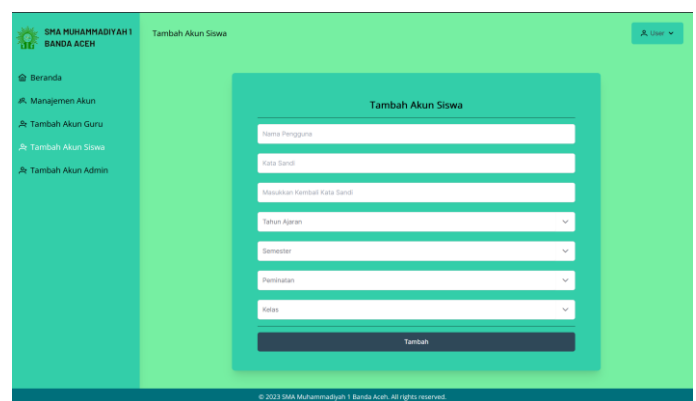 SMA MUHAMMADIYAH 1
BANDA ACEH
Tambah Akun Siswa
User
Beranda
Manajemen Akun
Tambah Akun Guru
Tambah Akun Siswa
Tambah Akun Admin
Tambah Akun Siswa
Nama Pengguna
Kata Sandi
Masukkan Kembali Kata Sandi
Tahun Ajaran
Semester
Peminatan
Kelas
Tambah
© 2023 SMA Muhammadiyah 1 Banda Aceh. All rights reserved.